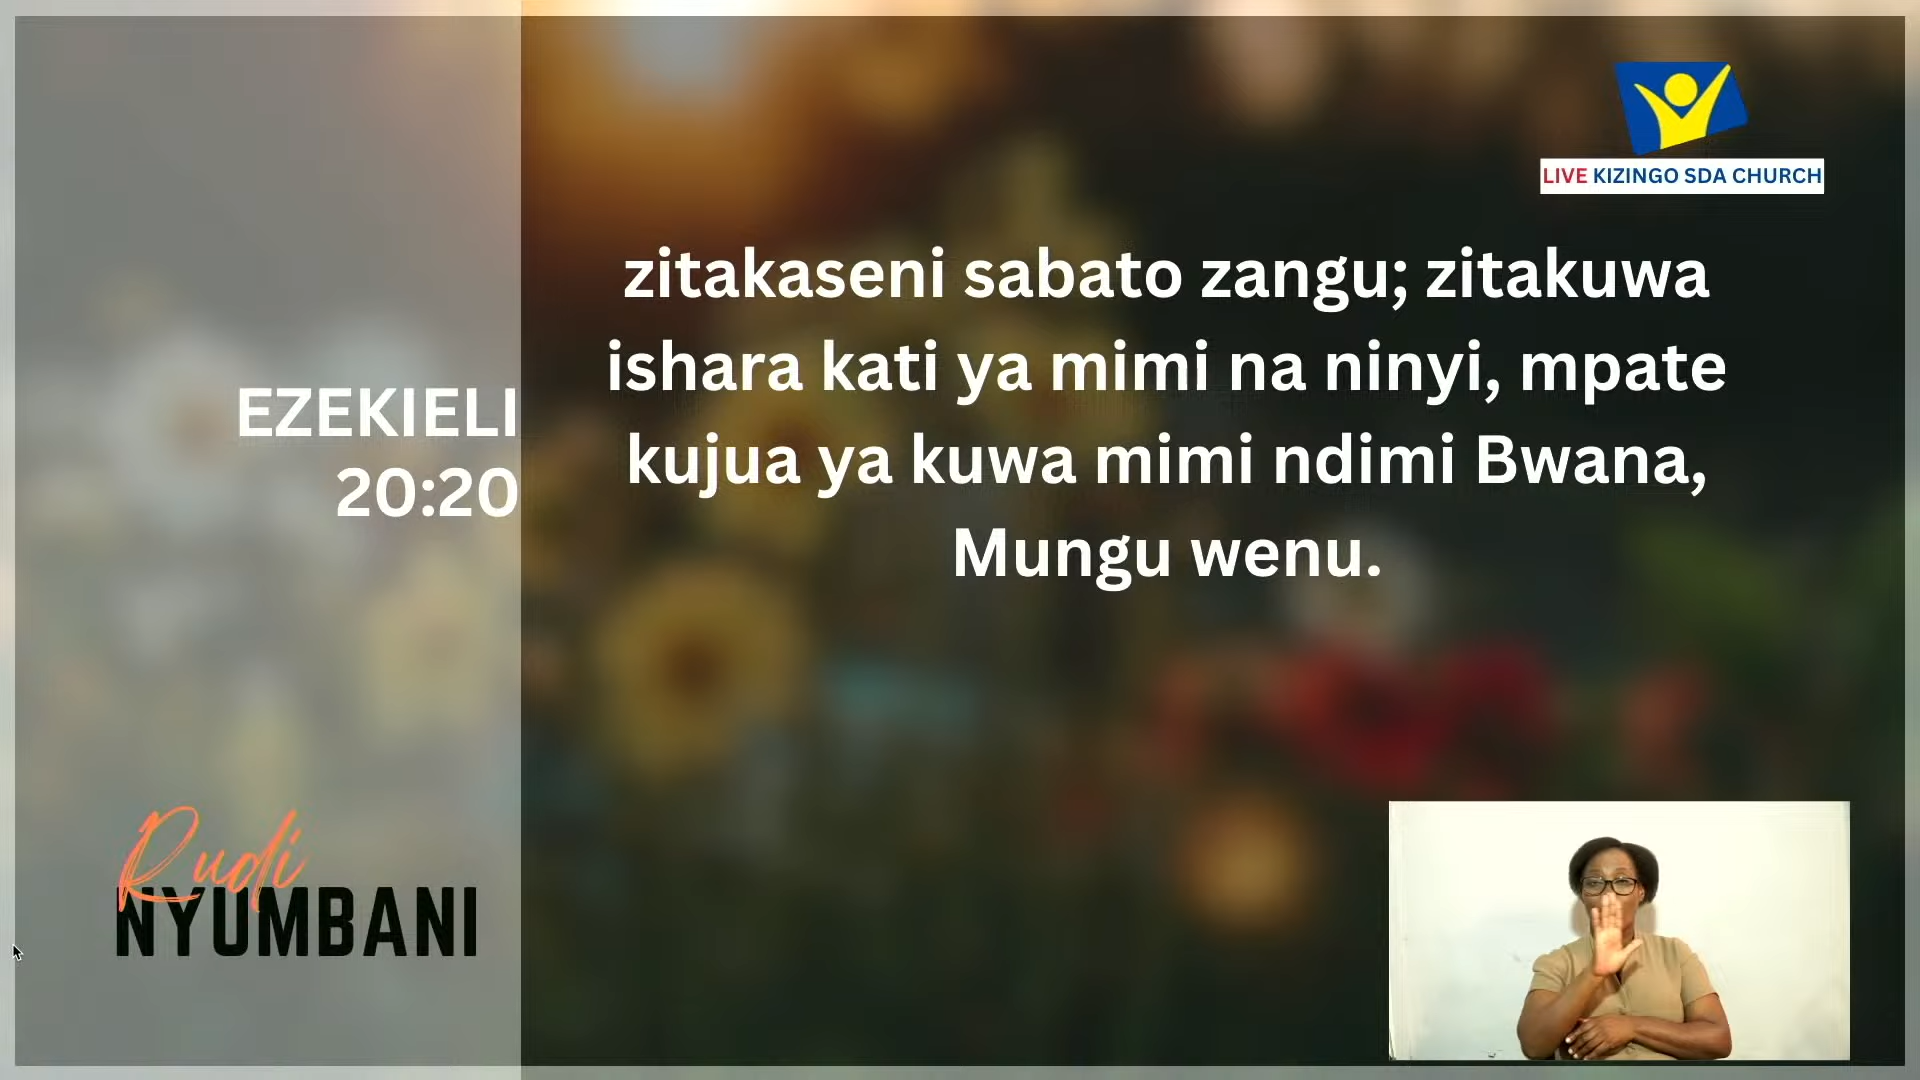 LIVE KIZINGO SDA CHURCH
EZEKIELI
20:20
zitakaseni sabato zangu; zitakuwa
ishara kati ya mimi na ninyi, mpate
kujua ya kuwa mimi ndimi Bwana,
Mungu wenu.
Rudi
NYUMBANI